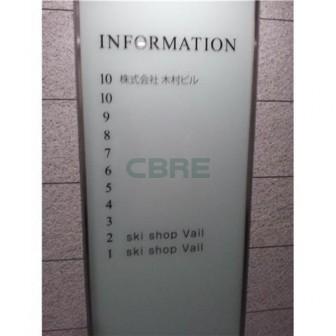 INFORMATION
10 株式会社 木村ビル
10
9
8
7
6
5
4
3
2 ski shop Vail
1 ski shop Vail
CBRE